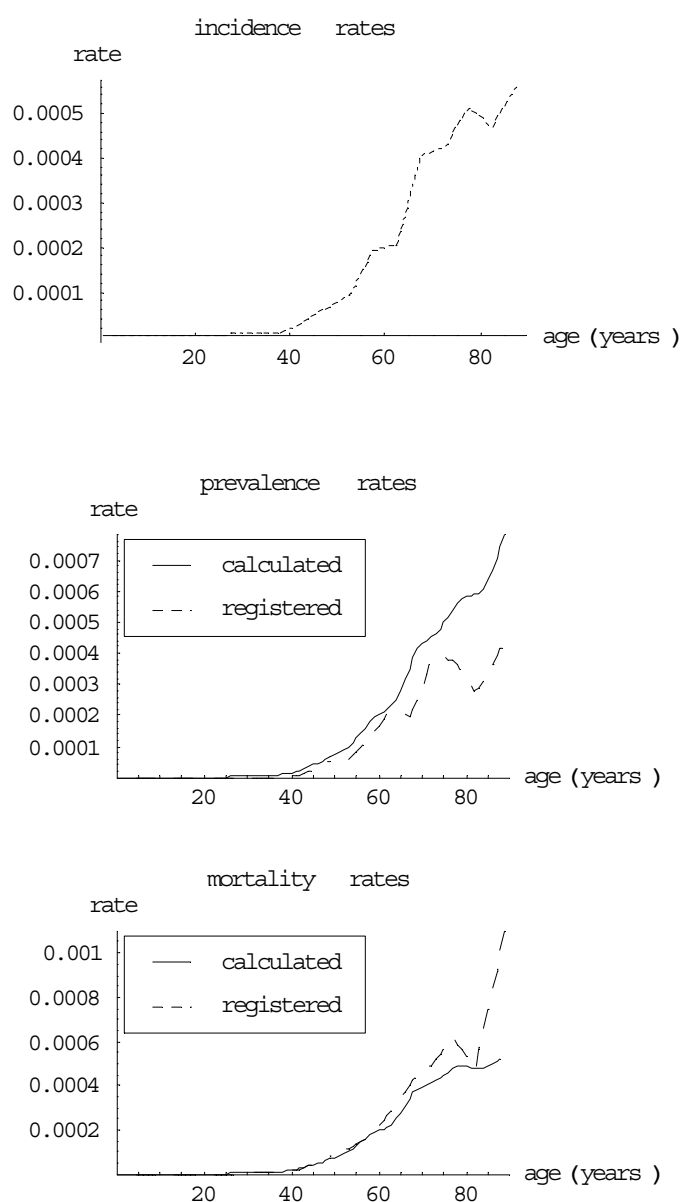 incidence rates
rate
0.0005
0.0004
0.0003
0.0002
0.0001
20 40 60 80
age (years )
prevalence rates
rate
0.0007
0.0006
0.0005
0.0004
0.0003
0.0002
0.0001
calculated
registered
20 40 60 80
age (years )
mortality rates
rate
0.001
0.0008
0.0006
0.0004
0.0002
calculated
registered
20 40 60 80
age (years )